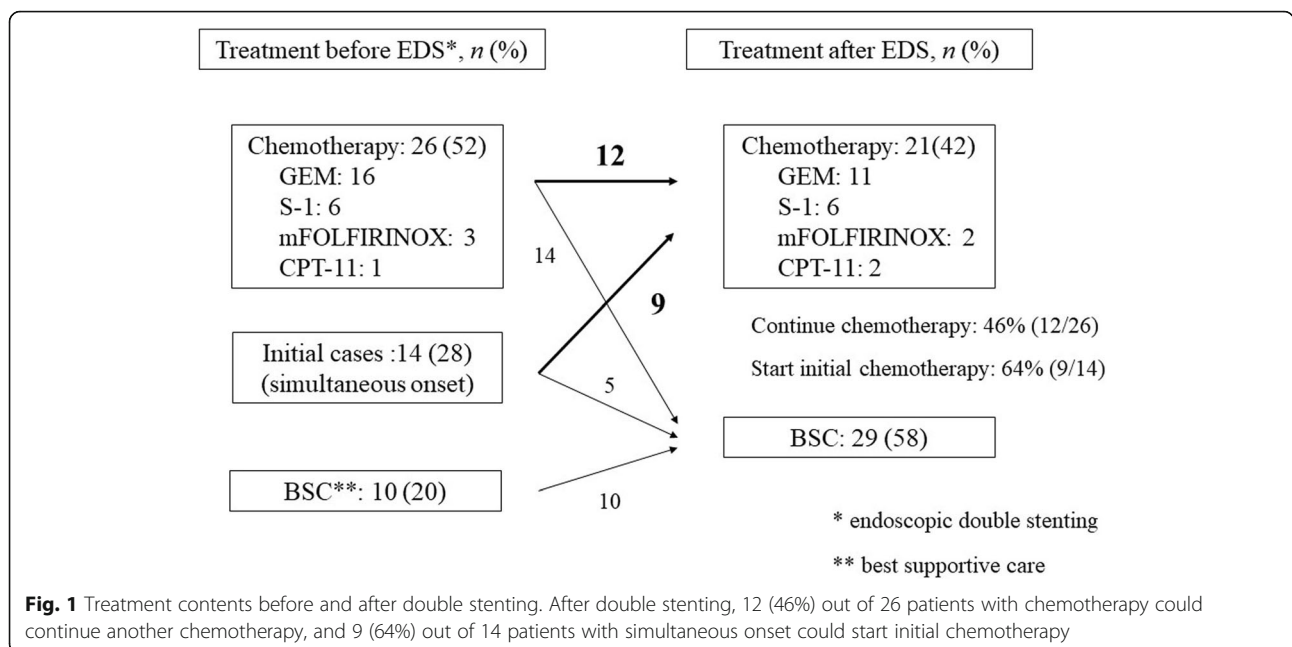 Treatment before EDS*, n (%)
Treatment after EDS, n (%)
Chemotherapy: 26 (52)
GEM: 16
S-1: 6
mFOLFIRINOX: 3
CPT-11: 1
12
Chemotherapy: 21(42)
GEM: 11
S-1: 6
mFOLFIRINOX: 2
CPT-11: 2
14
9
Continue chemotherapy: 46% (12/26)
Start initial chemotherapy: 64% (9/14)
Initial cases :14 (28)
(simultaneous onset)
5
BSC: 29 (58)
BSC**: 10 (20)
10
* endoscopic double stenting
** best supportive care
Fig. 1 Treatment contents before and after double stenting. After double stenting, 12 (46%) out of 26 patients with chemotherapy could
continue another chemotherapy, and 9 (64%) out of 14 patients with simultaneous onset could start initial chemotherapy